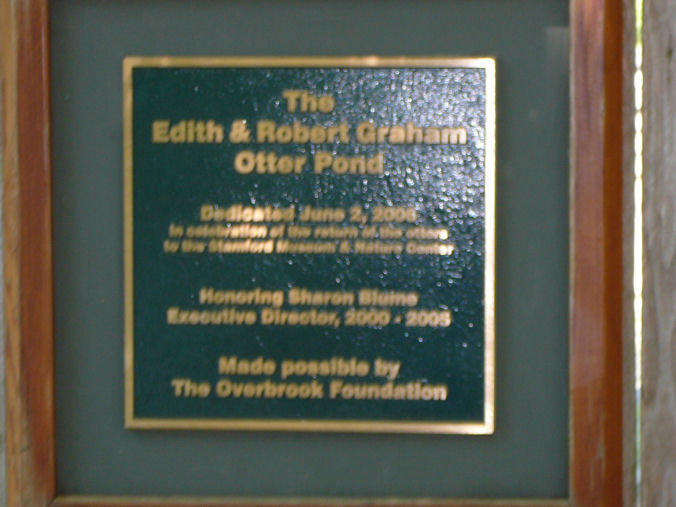 The
Edith & Robert Graham
Otter Pond
Dedicated June 2, 2005
in celebration of the return of the otters
to the Stamford Museum & Nature Center
Honoring Sharon Blume
Executive Director, 2000 - 2005
Made possible by
The Overbrook Foundation